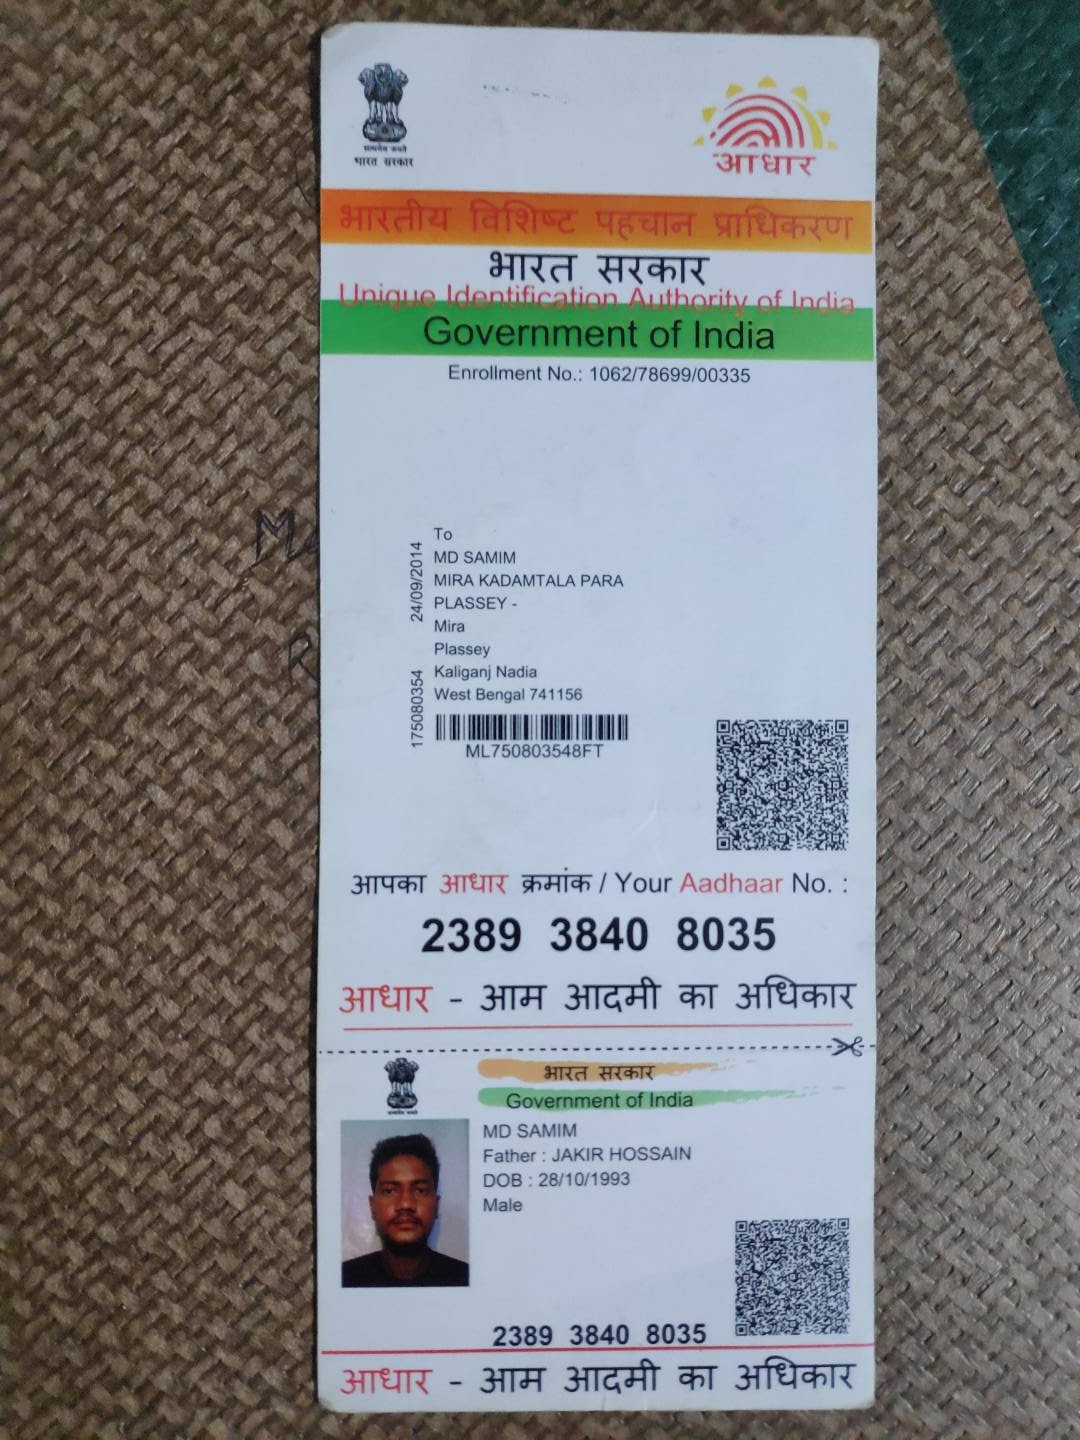 सत्यमेव जयते
भारत सरकार
आधार
भारतीय विशिष्ट पहचान प्राधिकरण
भारत सरकार
Unique Identification Authority of India
Government of India
Enrollment No.: 1062/78699/00335
To
MD SAMIM
MIRA KADAMTALA PARA
PLASSEY -
Mira
Plassey
Kaliganj Nadia
West Bengal 741156
24/09/2014
175080354
ML750803548FT
आपका आधार क्रमांक / Your Aadhaar No. :
2389 3840 8035
आधार - आम आदमी का अधिकार
भारत सरकार
Government of India
सत्यमेव जयते
MD SAMIM
Father : JAKIR HOSSAIN
DOB : 28/10/1993
Male
2389 3840 8035
आधार - आम आदमी का अधिकार